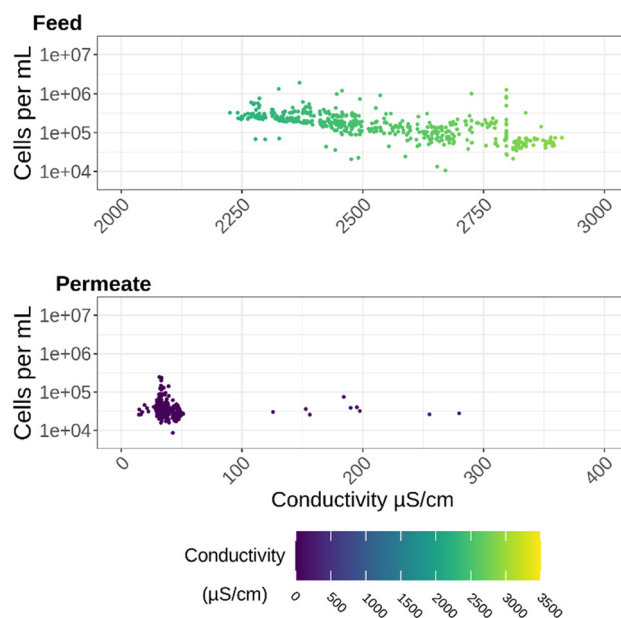 Feed
Cells per mL
1e+07
1e+06
1e+05
1e+04
2000 2250 2500 2750 3000
Permeate
Cells per mL
1e+07
1e+06
1e+05
1e+04
0 100 200 300 400
Conductivity µS/cm
Conductivity
(µS/cm)
0 500 1000 1500 2000 2500 3000 3500